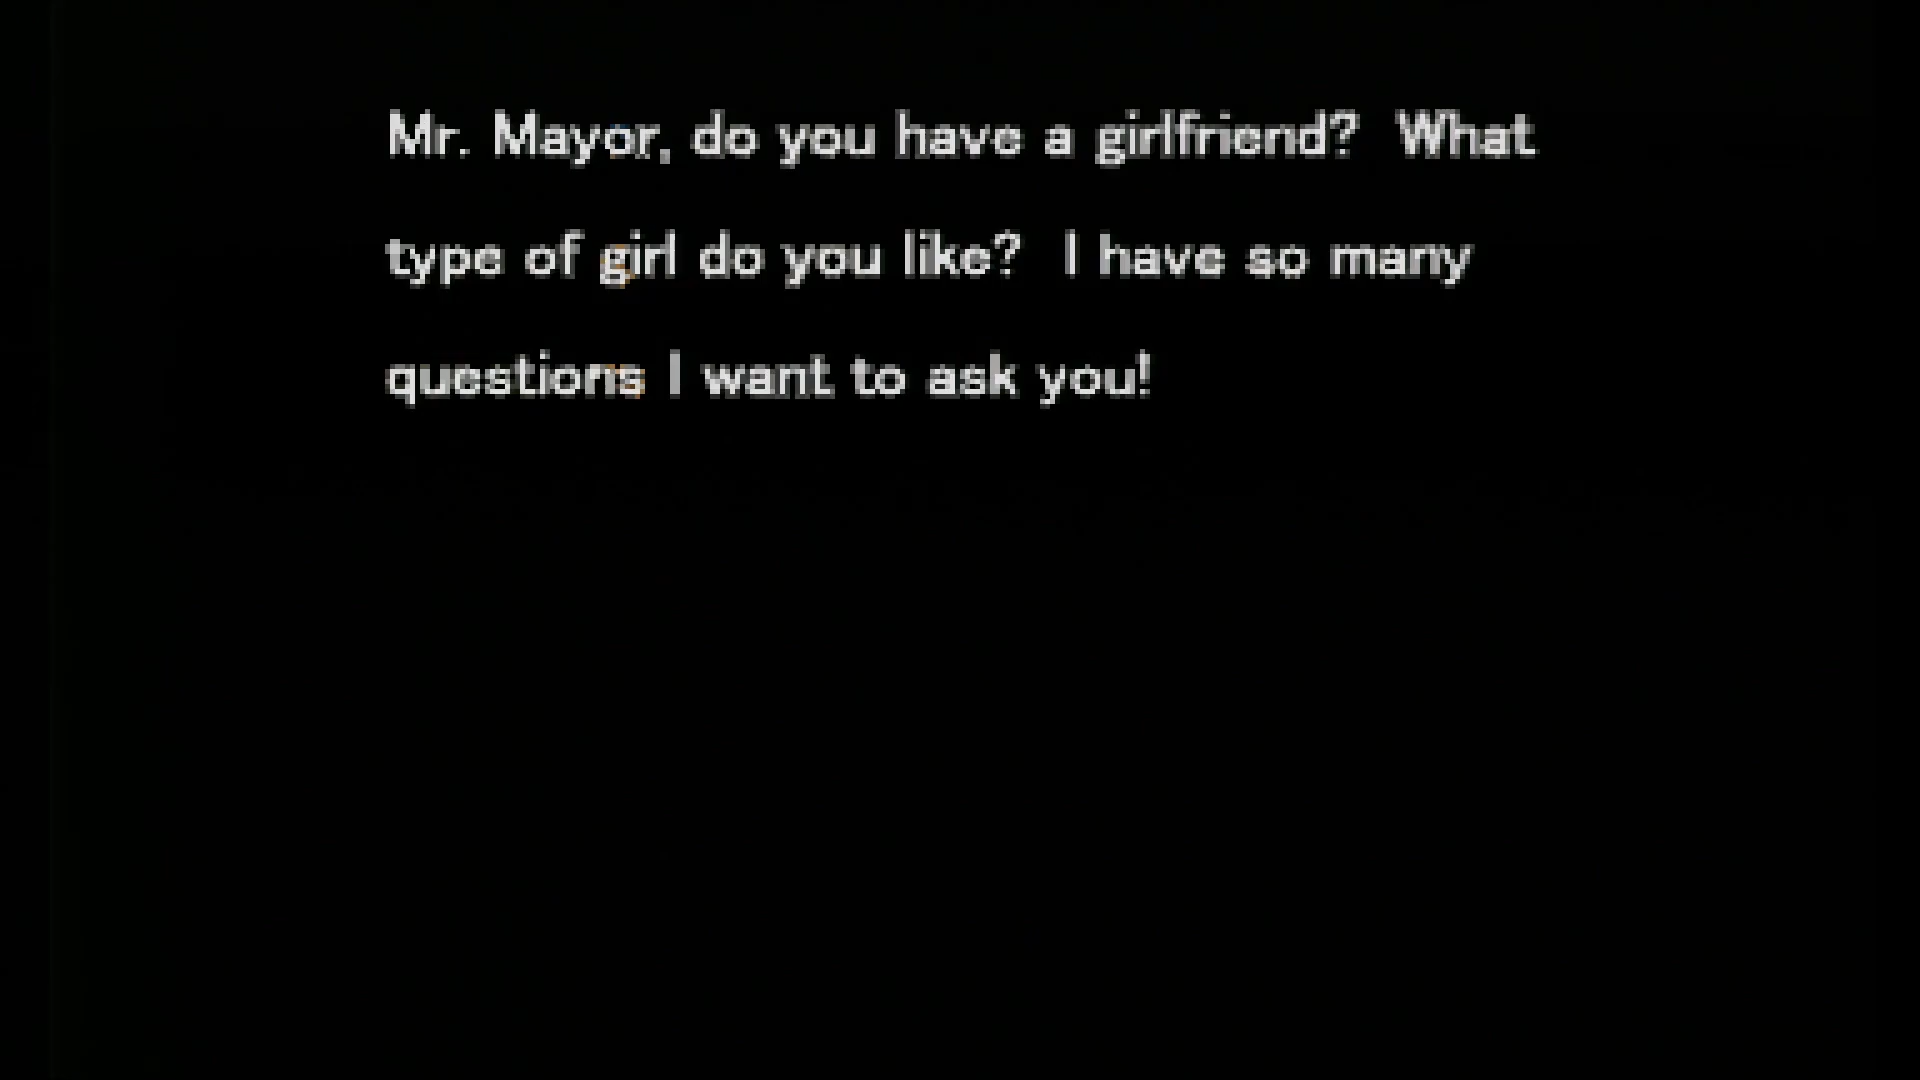 Mr. Mayor, do you have a girlfriend?  What
type of girl do you like?  I have so many
questions I want to ask you!